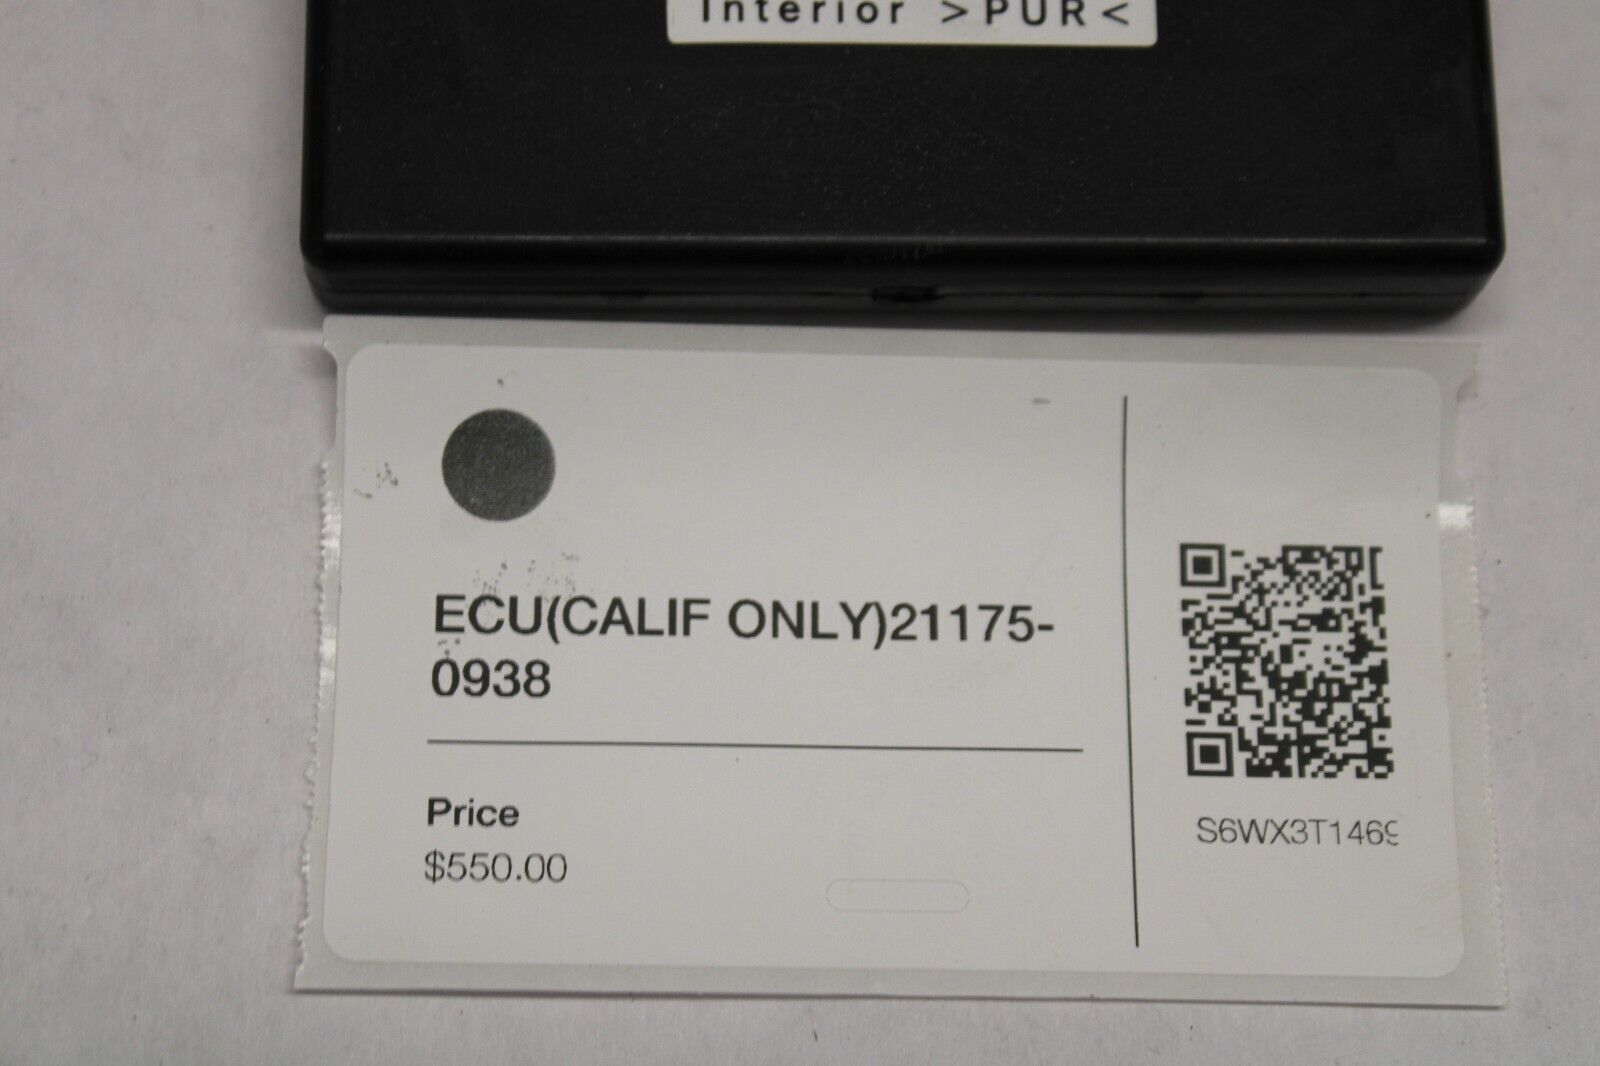 Interior >PUR<
ECU(CALIF ONLY)21175-
0938
Price
$550.00
S6WX3T1469